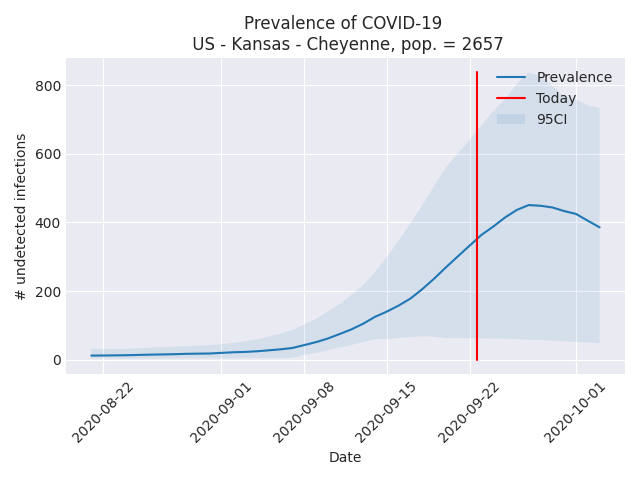 Prevalence of COVID-19
US - Kansas - Cheyenne, pop. = 2657
Prevalence
Today
95CI
800
600
400
200
0
# undetected infections
2020-08-22
2020-09-01
2020-09-08
2020-09-15
2020-09-22
2020-10-01
Date